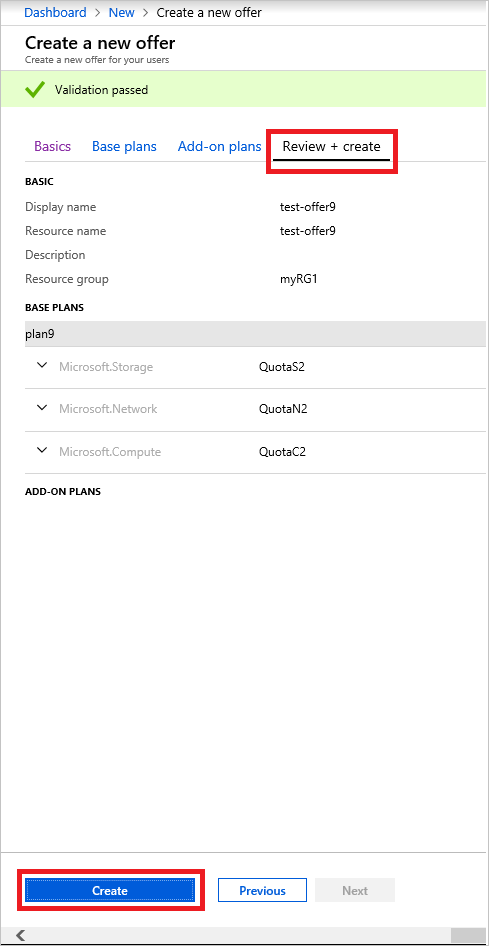 Dashboard > New > Create a new offer
Create a new offer
Create a new offer for your users
Validation passed
Basics Base plans Add-on plans Review + create
BASIC
Display name test-offer9
Resource name test-offer9
Description
Resource group myRG1
BASE PLANS
plan9
Microsoft.Storage QuotaS2
Microsoft.Network QuotaN2
Microsoft.Compute QuotaC2
ADD-ON PLANS
Create Previous Next